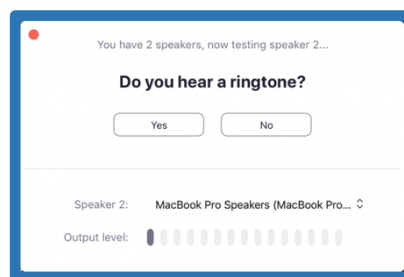 You have 2 speakers, now testing speaker 2...
Do you hear a ringtone?
Yes No
Speaker 2: MacBook Pro Speakers (MacBook Pro...
Output level: